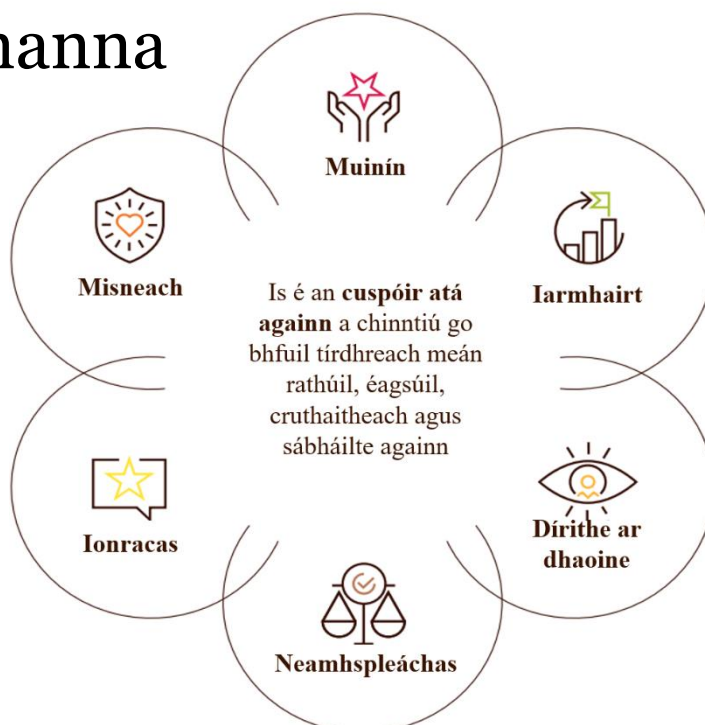 hanna
Muinín
Misneach
Iarmhairt
Is é an cuspóir atá
againn a chinntiú go
bhfuil tírdhreach meán
rathúil, éagsúil,
cruthaitheach agus
sábháilte againn
Ionracas
Dírithe ar
dhaoine
Neamhspleáchas